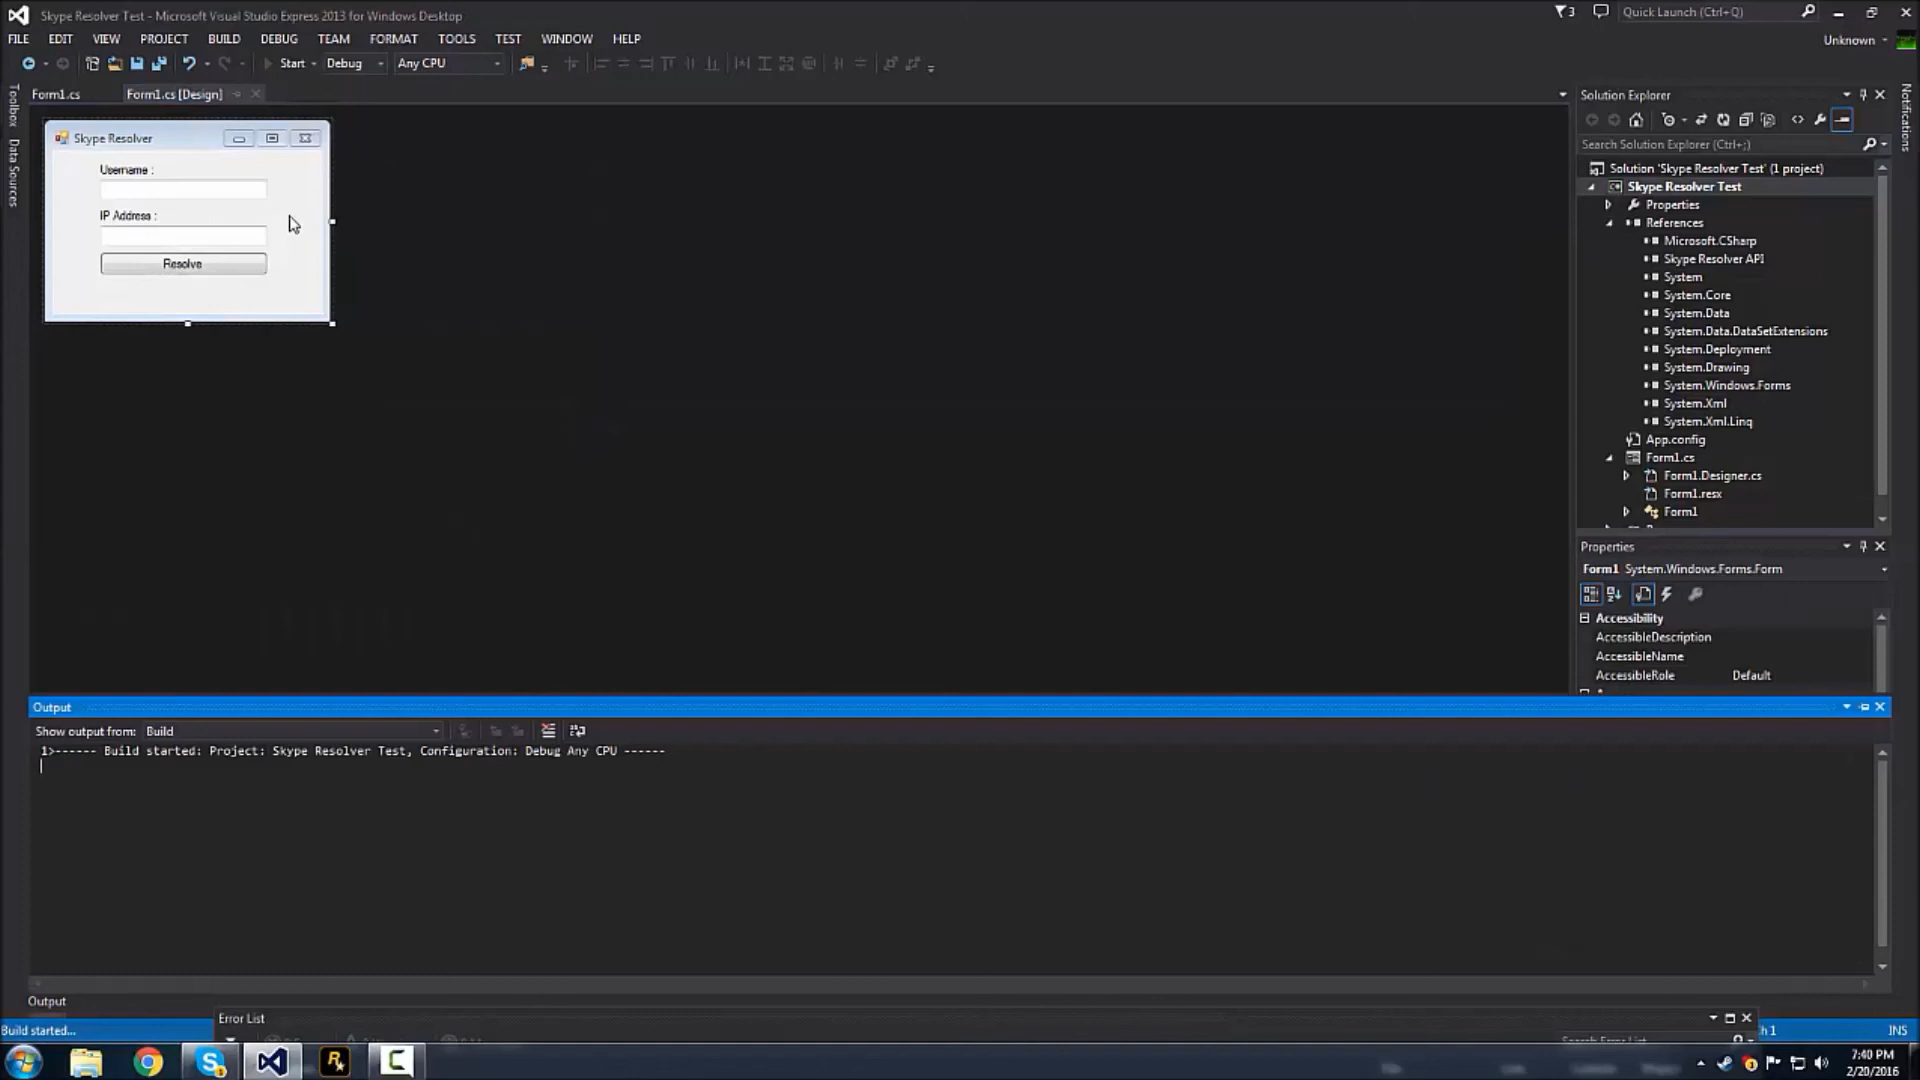 Skype Resolver Test - Microsoft Visual Studio Express 2013 for Windows Desktop
3
Quick Launch (Ctrl+Q)
FILE EDIT VIEW PROJECT BUILD DEBUG TEAM FORMAT TOOLS TEST WINDOW HELP
Unknown
Start Debug Any CPU
Form1.cs Form1.cs [Design]
Toolbox
Data Sources
Skype Resolver
Username :
IP Address :
Resolve
Solution Explorer
Search Solution Explorer (Ctrl+;)
Solution 'Skype Resolver Test' (1 project)
Skype Resolver Test
Properties
References
Microsoft.CSharp
Skype Resolver API
System
System.Core
System.Data
System.Data.DataSetExtensions
System.Deployment
System.Drawing
System.Windows.Forms
System.Xml
System.Xml.Linq
App.config
Form1.cs
Form1.Designer.cs
Form1.resx
Form1
Notifications
Properties
Form1 System.Windows.Forms.Form
Accessibility
AccessibleDescription
AccessibleName
AccessibleRole Default
Output
Show output from: Build
1>------ Build started: Project: Skype Resolver Test, Configuration: Debug Any CPU ------
Output
Error List
Build started...
Ch 1
INS
7:40 PM
2/20/2016